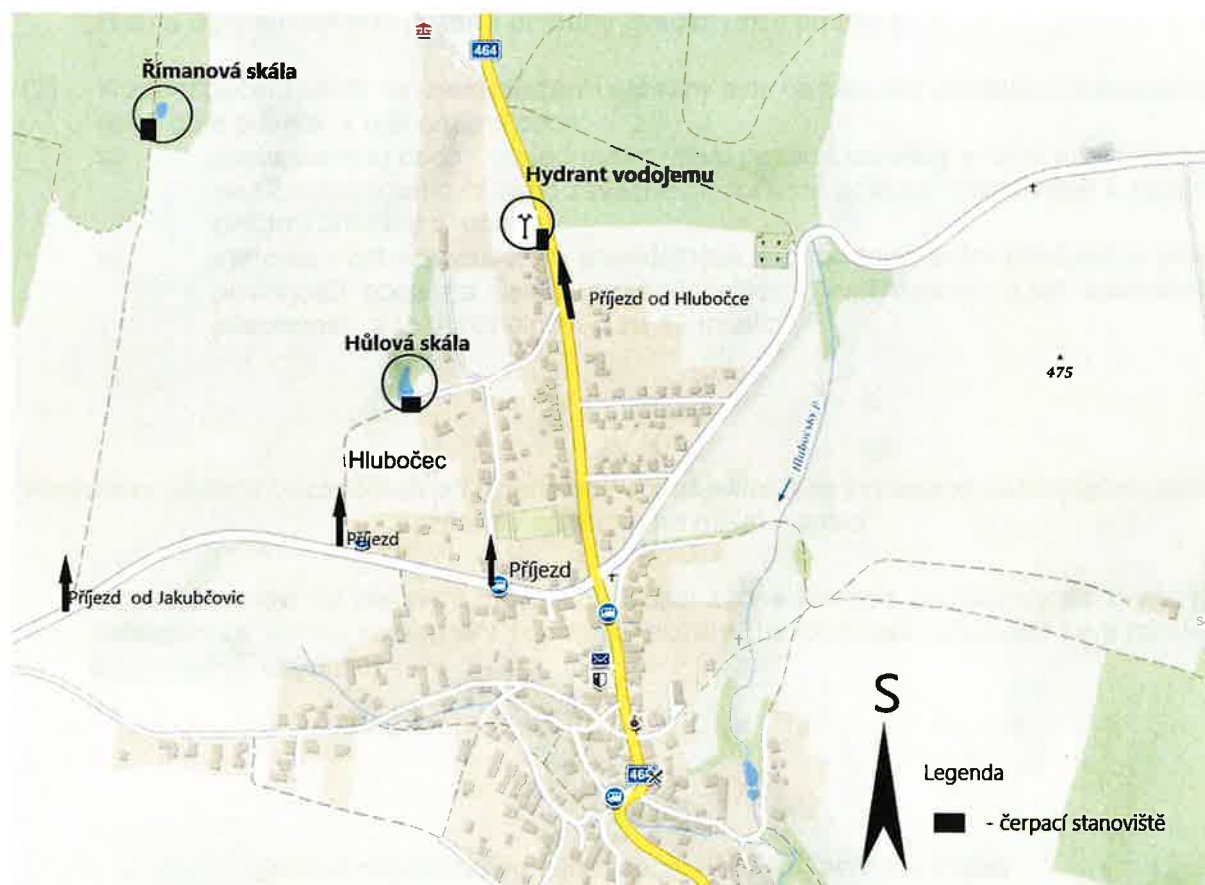 464
Římanová skála
Hydrant vodojemu
Příjezd od Hlubočce
Hůlová skála
475
Hlubočský p.
Hlubočec
Příjezd
Příjezd
Příjezd od Jakubčovic
S
Legenda
- čerpací stanoviště